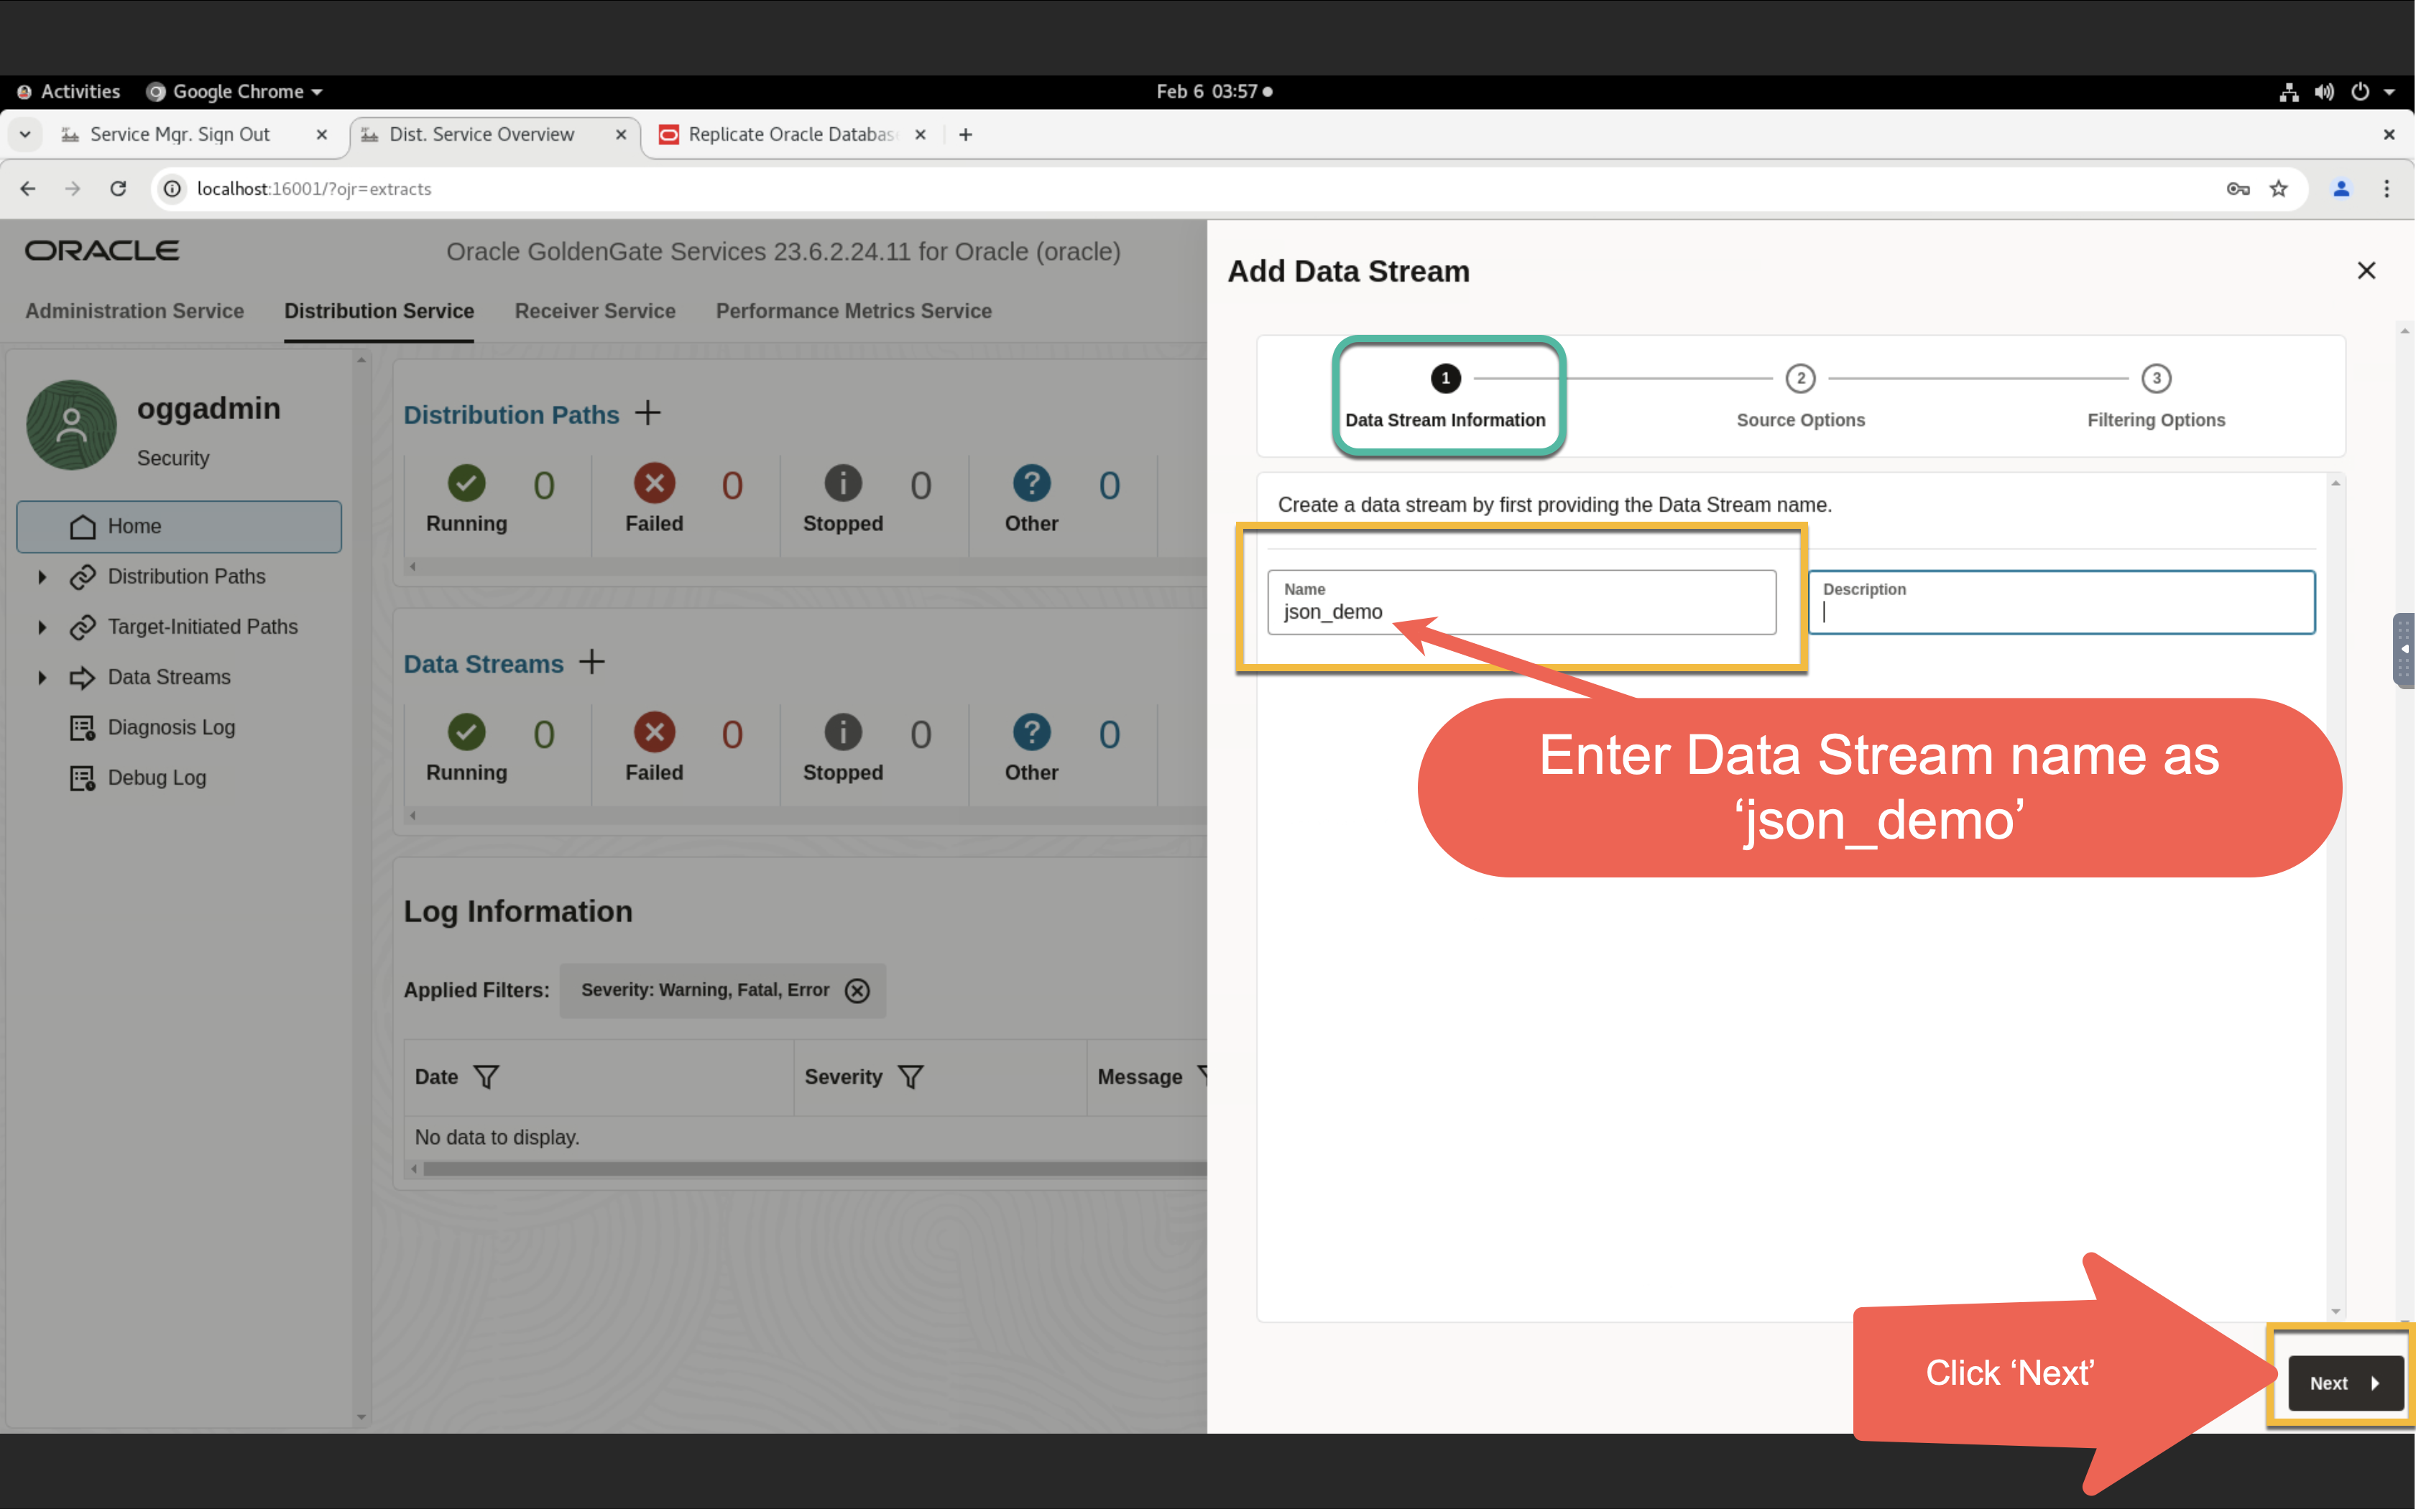 Activities Google Chrome Feb 6 03:57
Service Mgr. Sign Out Dist. Service Overview Replicate Oracle Databas
localhost:16001/?ojr=extracts
ORACLE Oracle GoldenGate Services 23.6.2.24.11 for Oracle (oracle)
Administration Service Distribution Service Receiver Service Performance Metrics Service
oggadmin
Security
Home
Distribution Paths
Target-Initiated Paths
Data Streams
Diagnosis Log
Debug Log
Distribution Paths
0 0 0 0
Running Failed Stopped Other
Data Streams
0 0 0 0
Running Failed Stopped Other
Log Information
Applied Filters: Severity: Warning, Fatal, Error
Date Severity Message
No data to display.
Add Data Stream
1 2 3
Data Stream Information Source Options Filtering Options
Create a data stream by first providing the Data Stream name.
Name Description
json_demo
Enter Data Stream name as
‘json_demo’
Click ‘Next’
Next